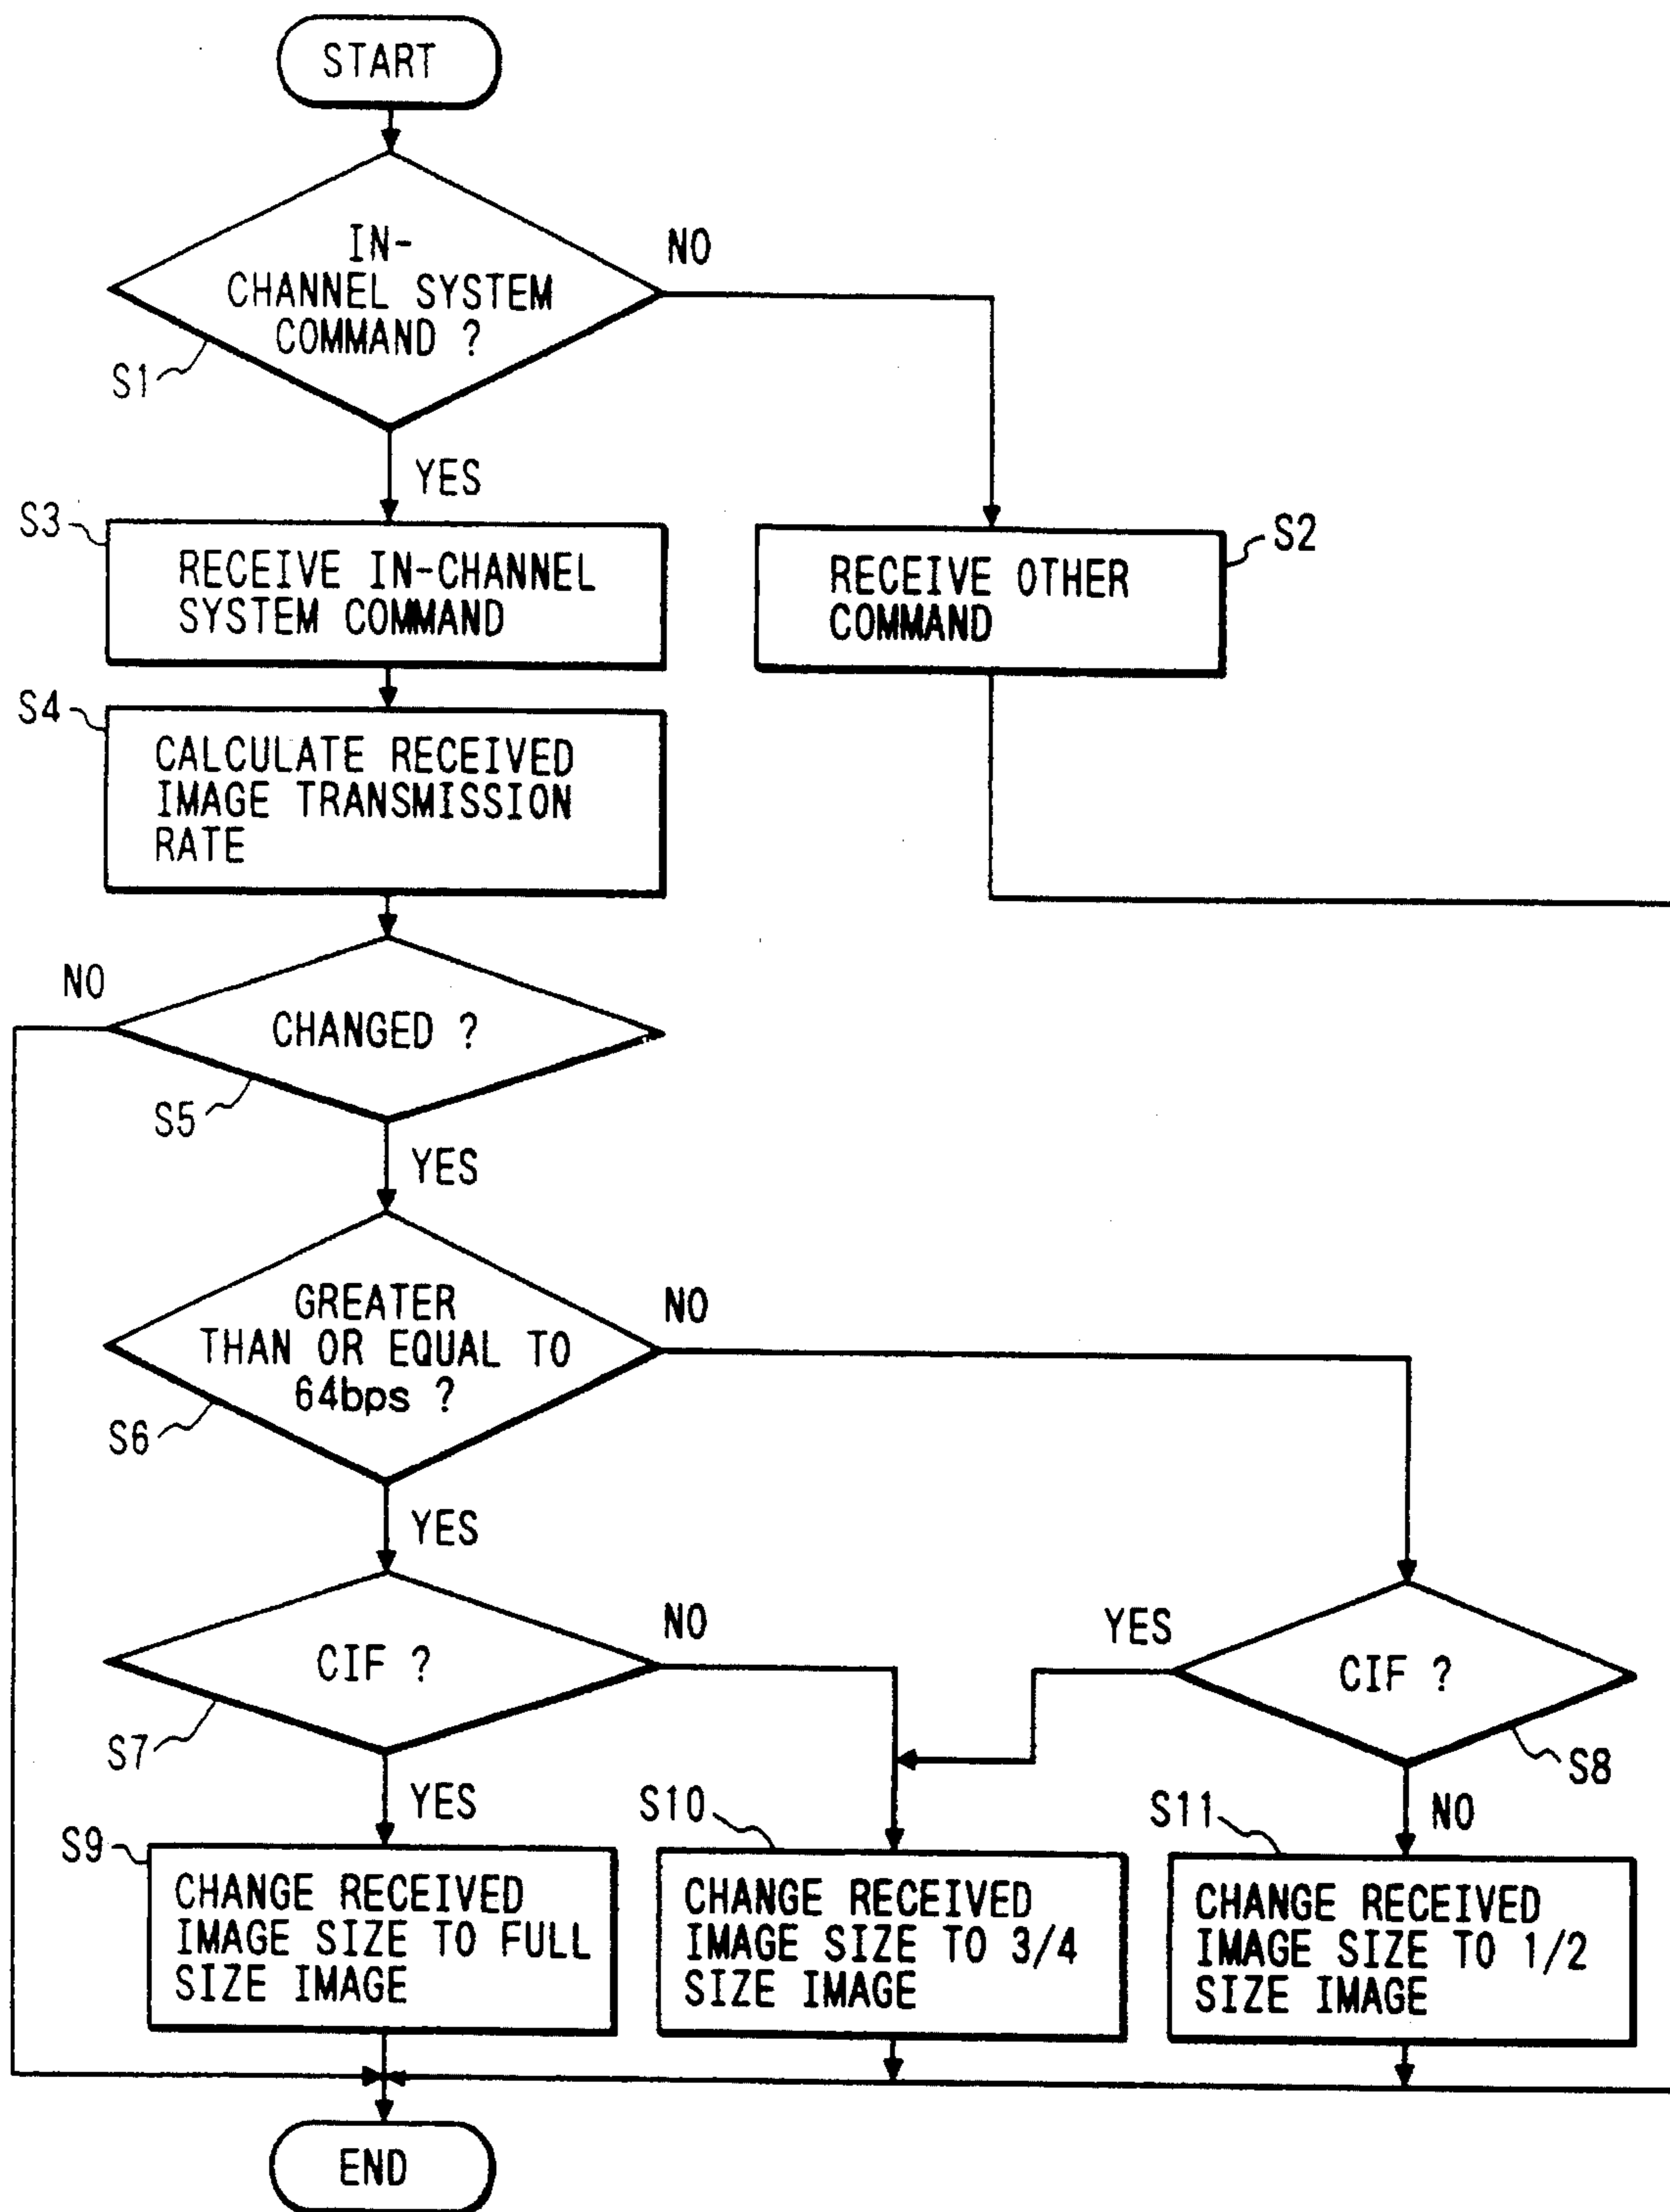 START
IN-
CHANNEL SYSTEM
COMMAND ?
NO
S1
YES
S3
RECEIVE IN-CHANNEL
SYSTEM COMMAND
S2
RECEIVE OTHER
COMMAND
S4
CALCULATE RECEIVED
IMAGE TRANSMISSION
RATE
NO
CHANGED ?
S5
YES
GREATER
THAN OR EQUAL TO
64bps ?
NO
S6
YES
CIF ?
NO
S7
YES
YES
CIF ?
S8
NO
S9
CHANGE RECEIVED
IMAGE SIZE TO FULL
SIZE IMAGE
S10
CHANGE RECEIVED
IMAGE SIZE TO 3/4
SIZE IMAGE
S11
CHANGE RECEIVED
IMAGE SIZE TO 1/2
SIZE IMAGE
END